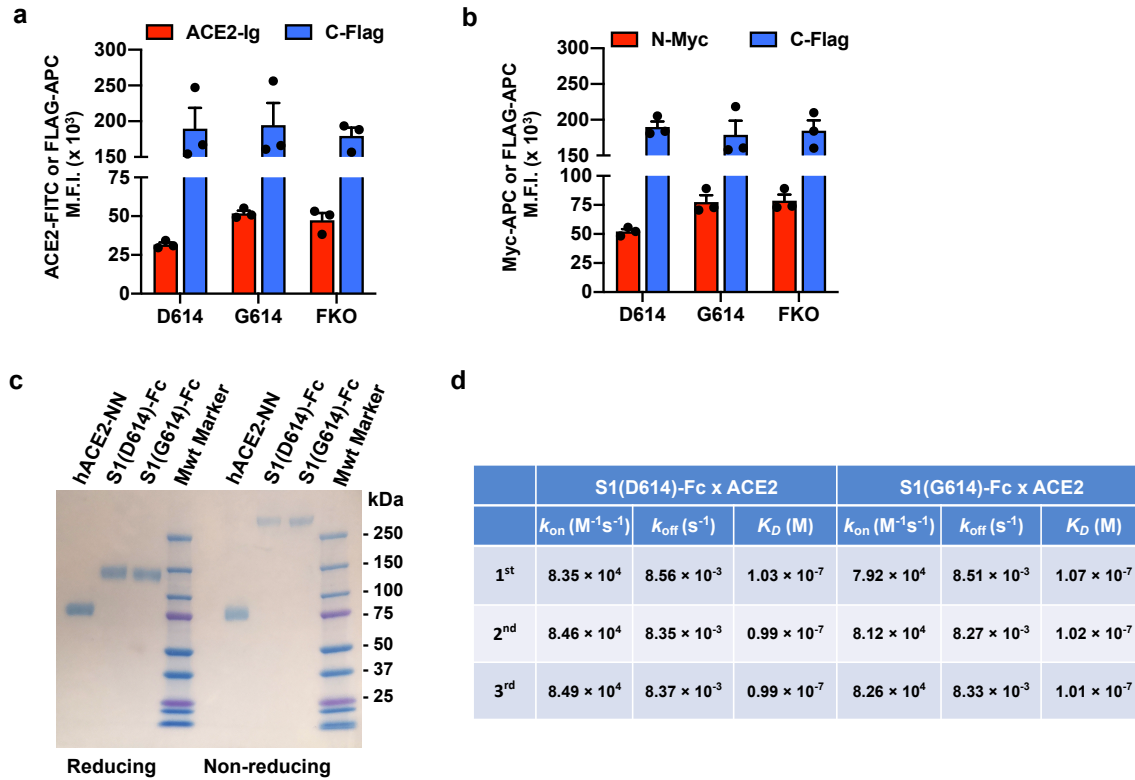 a
ACE2-Ig C-Flag
ACE2-FITC or FLAG-APC
M.F.I. (x 10³)
300
250
200
150
75
50
25
0
D614 G614 FKO
b
N-Myc C-Flag
Myc-APC or FLAG-APC
M.F.I. (x 10³)
300
250
200
150
100
75
50
25
0
D614 G614 FKO
c
hACE2-NN
S1(D614)-Fc
S1(G614)-Fc
Mwt Marker
hACE2-NN
S1(D614)-Fc
S1(G614)-Fc
Mwt Marker
kDa
- 250
- 150
- 100
- 75
- 50
- 37
- 25
Reducing Non-reducing
d
S1(D614)-Fc x ACE2 S1(G614)-Fc x ACE2
kon (M⁻¹s⁻¹) koff (s⁻¹) KD (M) kon (M⁻¹s⁻¹) koff (s⁻¹) KD (M)
1st 8.35 × 10⁴ 8.56 × 10⁻³ 1.03 × 10⁻⁷ 7.92 × 10⁴ 8.51 × 10⁻³ 1.07 × 10⁻⁷
2nd 8.46 × 10⁴ 8.35 × 10⁻³ 0.99 × 10⁻⁷ 8.12 × 10⁴ 8.27 × 10⁻³ 1.02 × 10⁻⁷
3rd 8.49 × 10⁴ 8.37 × 10⁻³ 0.99 × 10⁻⁷ 8.26 × 10⁴ 8.33 × 10⁻³ 1.01 × 10⁻⁷